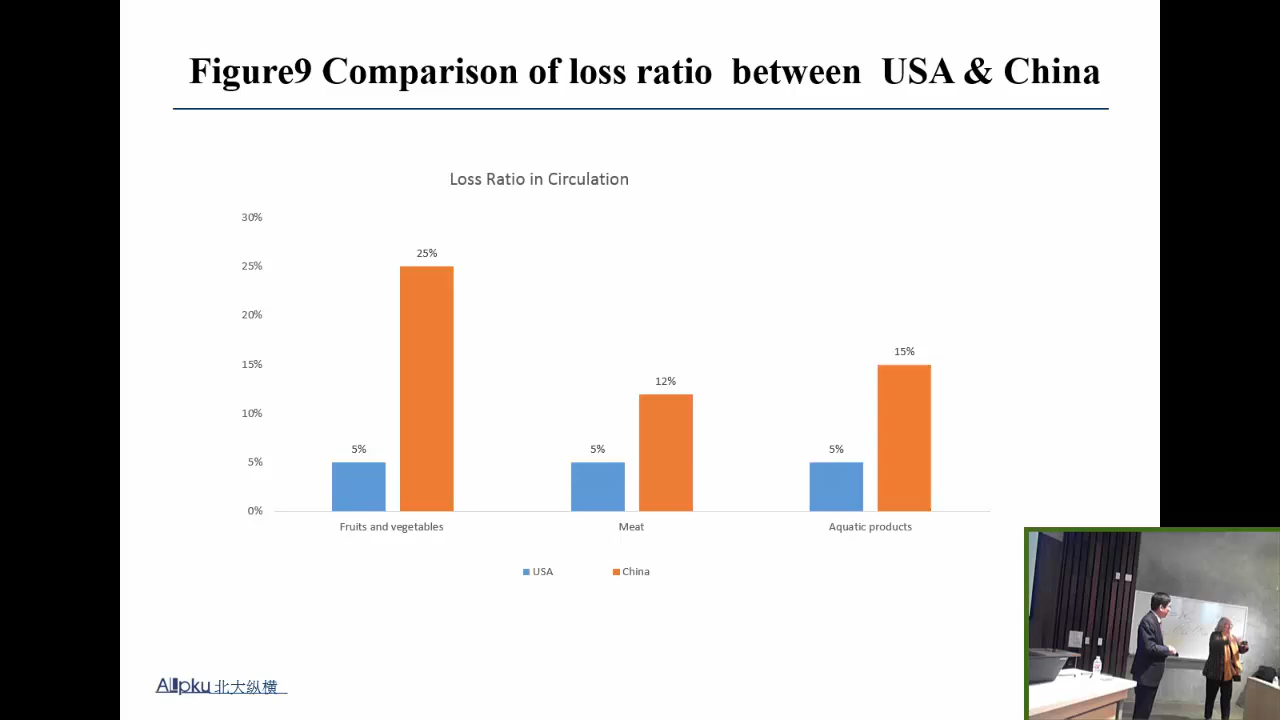 Figure9 Comparison of loss ratio between USA & China
Loss Ratio in Circulation
30%
25%
20%
15%
10%
5%
0%
5%
25%
5%
12%
5%
15%
Fruits and vegetables
Meat
Aquatic products
USA
China
Allpku 北大纵横